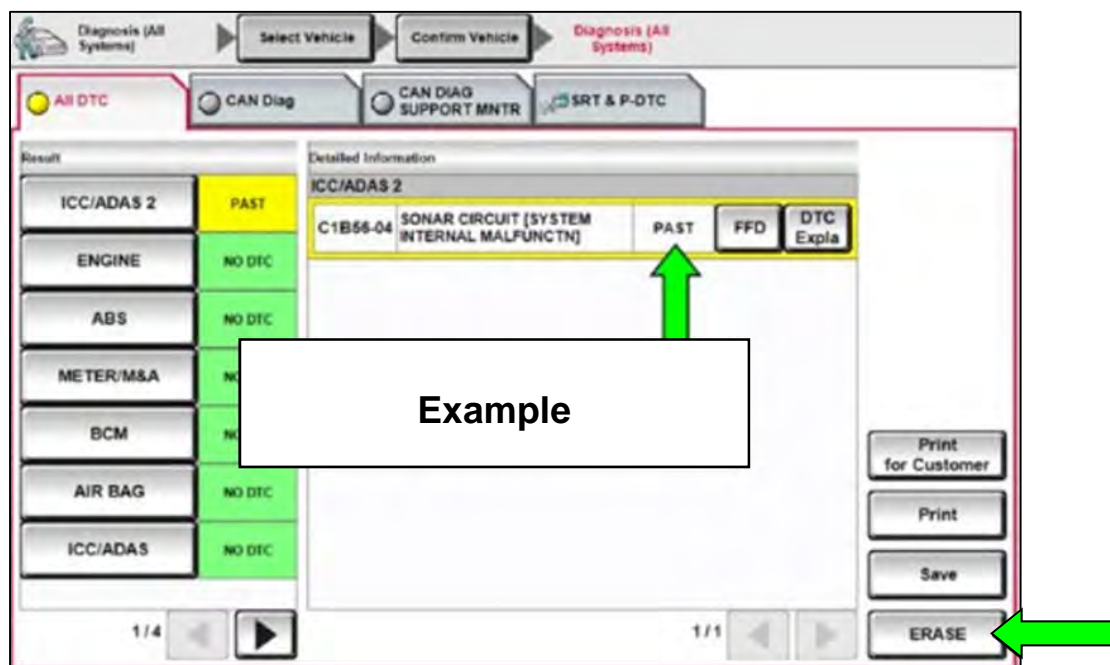 Diagnosis (All
Systems)
Select Vehicle
Confirm Vehicle
Diagnosis (All
Systems)
All DTC
CAN Diag
CAN DIAG
SUPPORT MNTR
SRT & P-DTC
Result
Detailed Information
ICC/ADAS 2
PAST
ICC/ADAS 2
C1B56-04
SONAR CIRCUIT [SYSTEM
INTERNAL MALFUNCTN]
PAST
FFD
DTC
Expla
ENGINE
NO DTC
ABS
NO DTC
METER/M&A
Example
BCM
AIR BAG
NO DTC
ICC/ADAS
NO DTC
Print
for Customer
Print
Save
1/4
1/1
ERASE